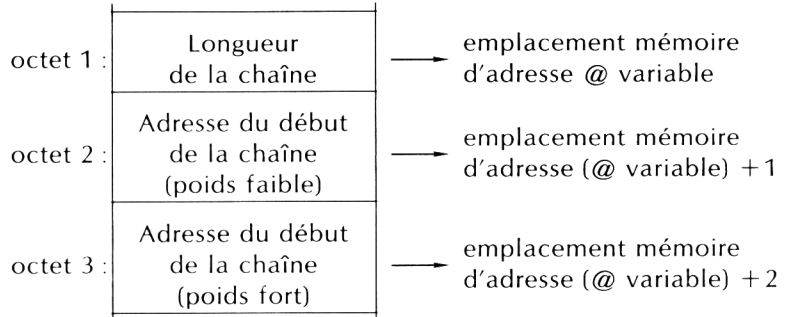 octet 1 :
Longueur
de la chaîne
emplacement mémoire
d'adresse @ variable
octet 2 :
Adresse du début
de la chaîne
(poids faible)
emplacement mémoire
d'adresse (@ variable) +1
octet 3 :
Adresse du début
de la chaîne
(poids fort)
emplacement mémoire
d'adresse (@ variable) +2